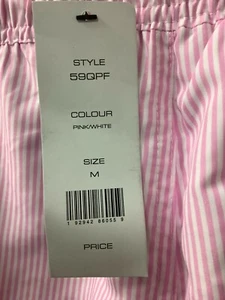 STYLE
59QPF
COLOUR
PINK/WHITE
SIZE
M
1 92942 86055 8
PRICE